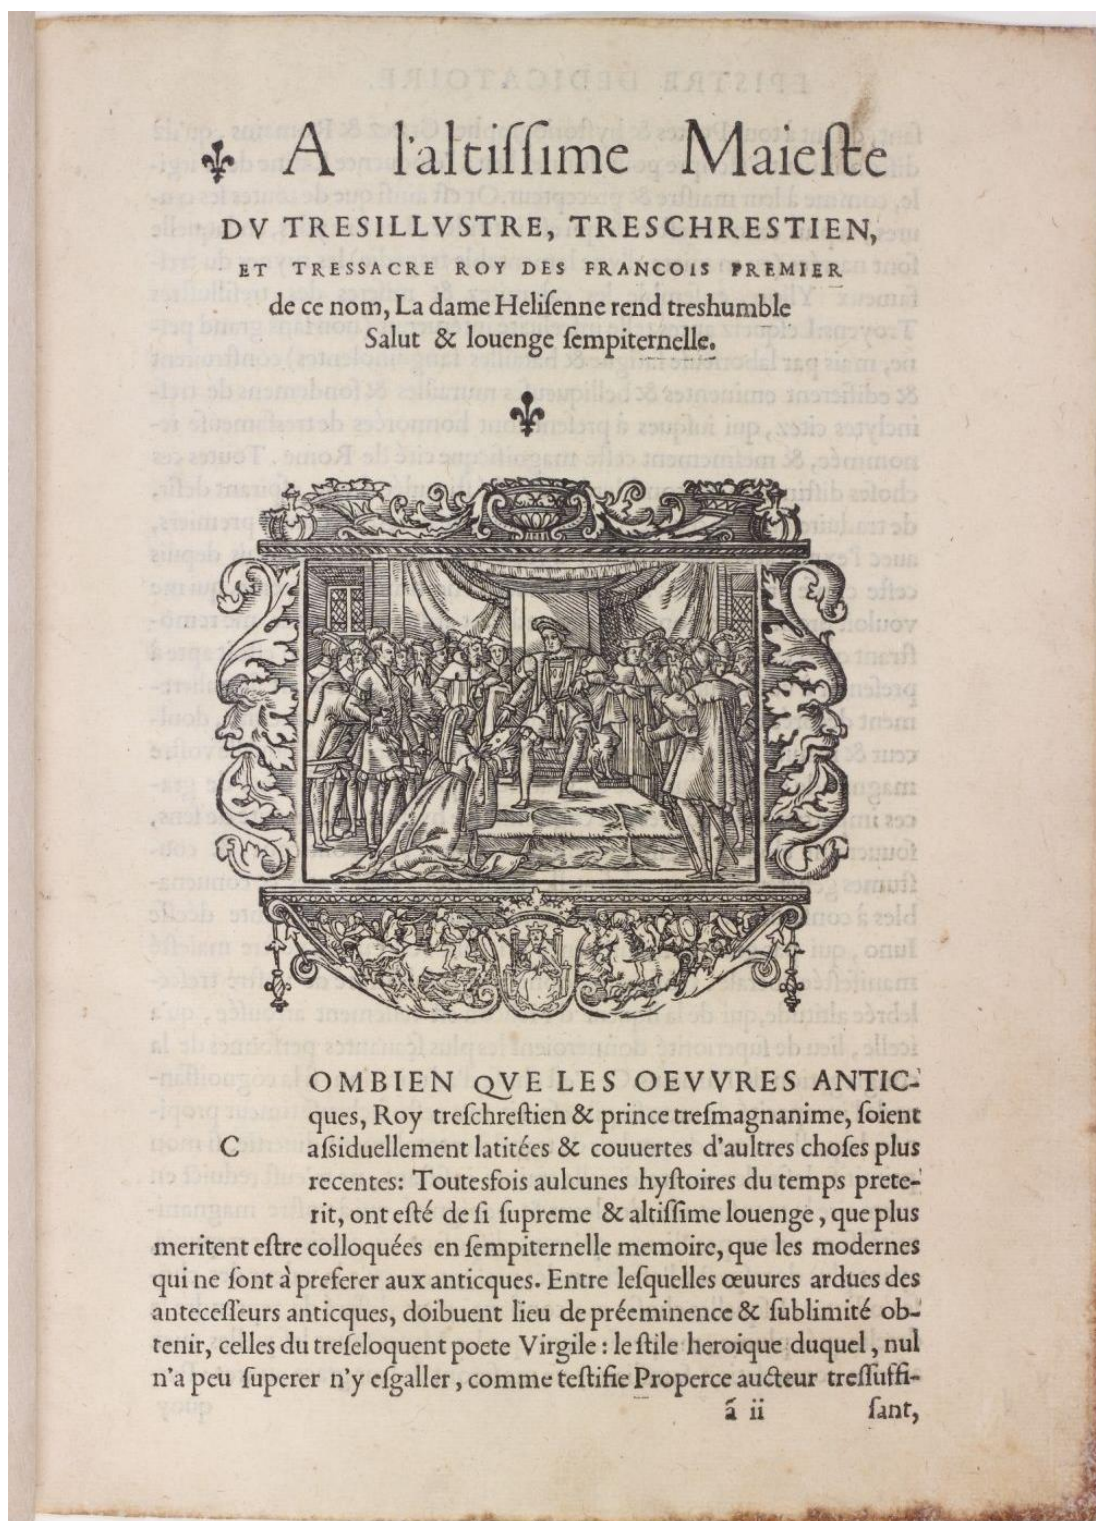 A l'altiſſime Maieſte
DV TRESILLVSTRE, TRESCHRESTIEN,
ET TRESSACRE ROY DES FRANCOIS PREMIER
de ce nom, La dame Heliſenne rend treshumble
Salut & louenge ſempiternelle.
OMBIEN QVE LES OEVVRES ANTIC-
ques, Roy treſchreſtien & prince treſmagnanime, ſoient
C aſsiduellement latitées & couuertes d'aultres choſes plus
recentes: Toutesfois aulcunes hyſtoires du temps prete-
rit, ont eſté de ſi ſupreme & altiſsime louenge, que plus
meritent eſtre colloquées en ſempiternelle memoire, que les modernes
qui ne ſont à preferer aux anticques. Entre leſquelles œuures ardues des
anteceſſeurs anticques, doibuent lieu de préeminence & ſublimité ob-
tenir, celles du treſeloquent poete Virgile: le ſtile heroique duquel, nul
n'a peu ſuperer n'y eſgaller, comme teſtifie Properce aucteur treſſuffi-
á ii ſant,